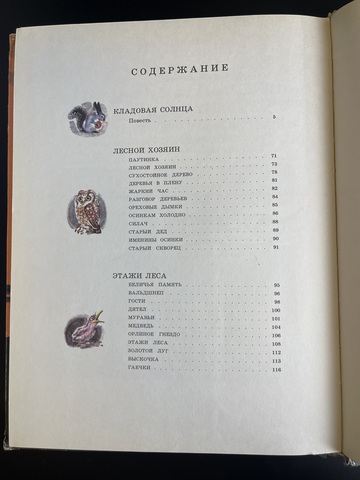 СОДЕРЖАНИЕ
КЛАДОВАЯ СОЛНЦА
Повесть . . . . . . . . . . . . . . 5
ЛЕСНОЙ ХОЗЯИН
ПАУТИНКА . . . . . . . . . . . . . . 71
ЛЕСНОЙ ХОЗЯИН . . . . . . . . . . . . . . 73
СУХОСТОЙНОЕ ДЕРЕВО . . . . . . . . . . . . . . 78
ДЕРЕВЬЯ В ПЛЕНУ . . . . . . . . . . . . . . 81
ЖАРКИЙ ЧАС . . . . . . . . . . . . . . 82
РАЗГОВОР ДЕРЕВЬЕВ . . . . . . . . . . . . . . 84
ОРЕХОВЫЕ ДЫМКИ . . . . . . . . . . . . . . 85
ОСИНКАМ ХОЛОДНО . . . . . . . . . . . . . . 86
СИЛАЧ . . . . . . . . . . . . . . 88
СТАРЫЙ ДЕД . . . . . . . . . . . . . . 89
ИМЕНИНЫ ОСИНКИ . . . . . . . . . . . . . . 90
СТАРЫЙ СКВОРЕЦ . . . . . . . . . . . . . . 91
ЭТАЖИ ЛЕСА
БЕЛИЧЬЯ ПАМЯТЬ . . . . . . . . . . . . . . 95
ВАЛЬДШНЕП . . . . . . . . . . . . . . 96
ГОСТИ . . . . . . . . . . . . . . 98
ДЯТЕЛ . . . . . . . . . . . . . . 100
МУРАВЬИ . . . . . . . . . . . . . . 101
МЕДВЕДЬ . . . . . . . . . . . . . . 104
ОРЛИНОЕ ГНЕЗДО . . . . . . . . . . . . . . 106
ЭТАЖИ ЛЕСА . . . . . . . . . . . . . . 108
ЗОЛОТОЙ ЛУГ . . . . . . . . . . . . . . 112
ВЫСКОЧКА . . . . . . . . . . . . . . 113
ГАЕЧКИ . . . . . . . . . . . . . . 116